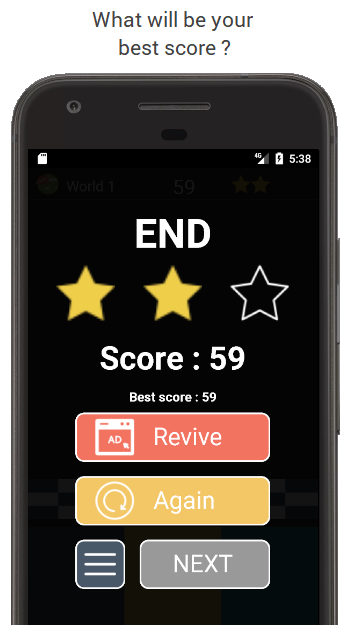 What will be your
best score ?
4G 5:38
World 1 59
END
Score : 59
Best score : 59
AD Revive
Again
NEXT